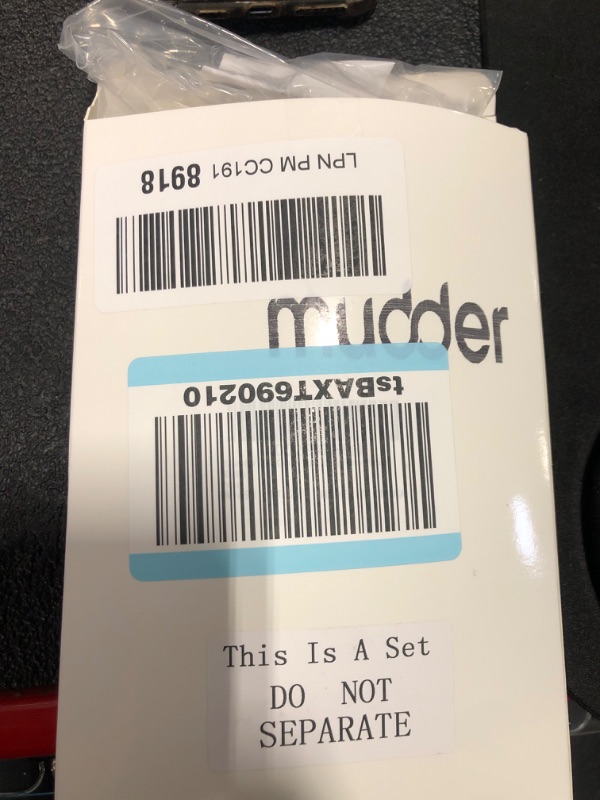 LPN PM CC191 8918
mudder
tsBAXT690210
This Is A Set
DO NOT
SEPARATE